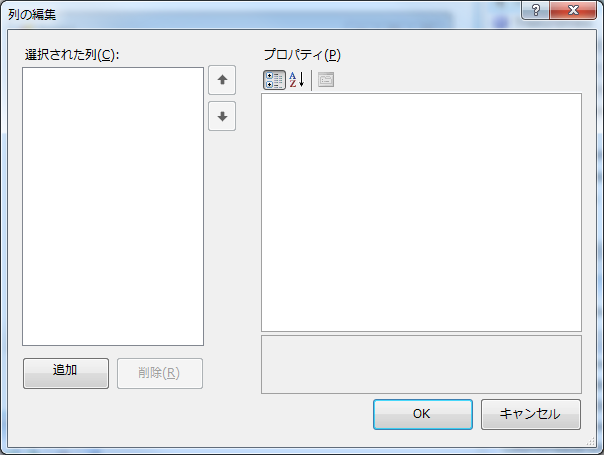 列の編集
選択された列(C):
プロパティ(P)
追加
削除(R)
OK
キャンセル